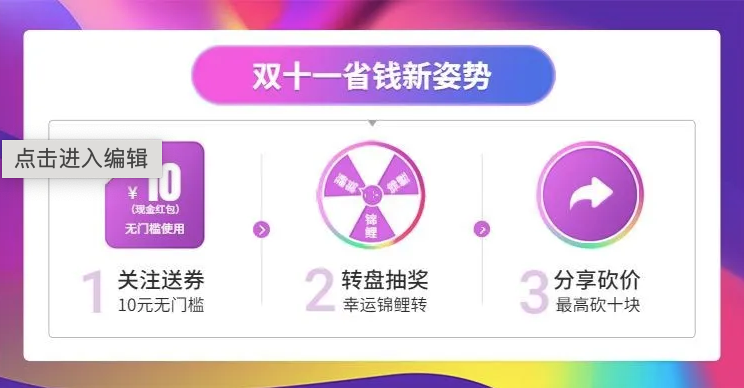 双十一省钱新姿势
点击进入编辑
¥10
(现金红包)
无门槛使用
锦鲤
1
关注送券
10元无门槛
2
转盘抽奖
幸运锦鲤转
3
分享砍价
最高砍十块